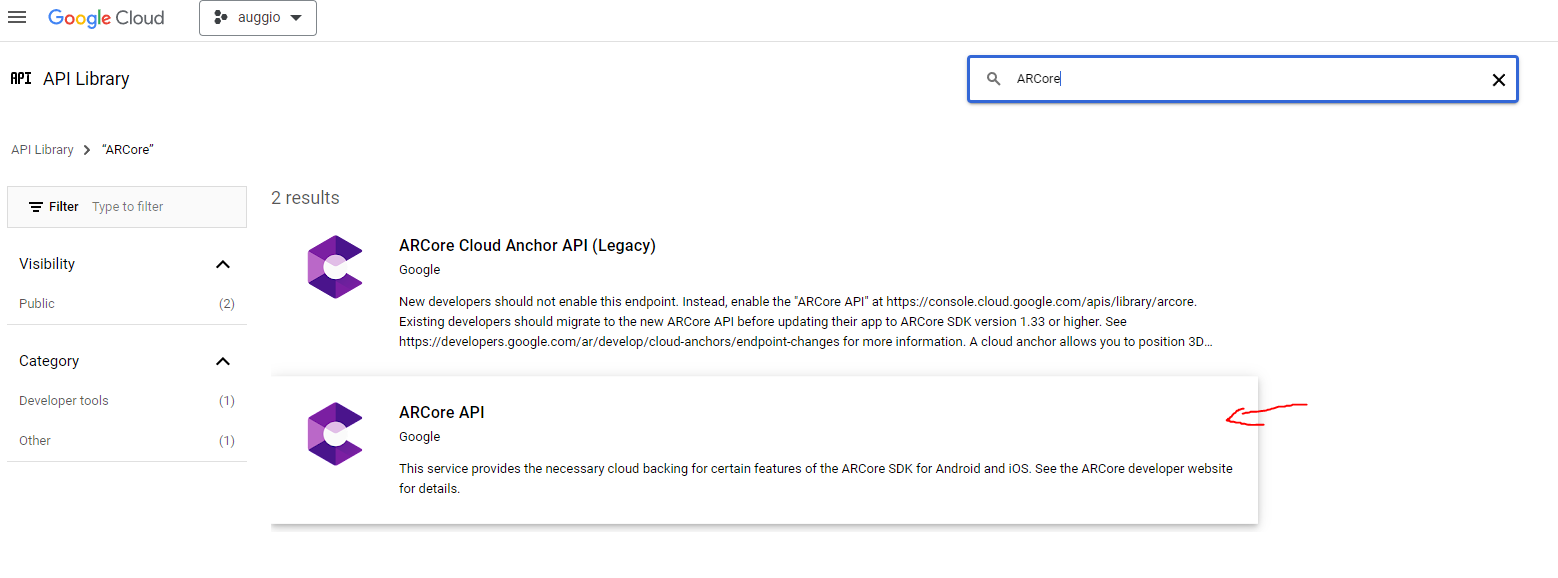 Google Cloud
auggio
API API Library
ARCore
API Library > “ARCore”
Filter Type to filter
2 results
Visibility
Public (2)
Category
Developer tools (1)
Other (1)
ARCore Cloud Anchor API (Legacy)
Google
New developers should not enable this endpoint. Instead, enable the "ARCore API" at https://console.cloud.google.com/apis/library/arcore.
Existing developers should migrate to the new ARCore API before updating their app to ARCore SDK version 1.33 or higher. See
https://developers.google.com/ar/develop/cloud-anchors/endpoint-changes for more information. A cloud anchor allows you to position 3D...
ARCore API
Google
This service provides the necessary cloud backing for certain features of the ARCore SDK for Android and iOS. See the ARCore developer website
for details.